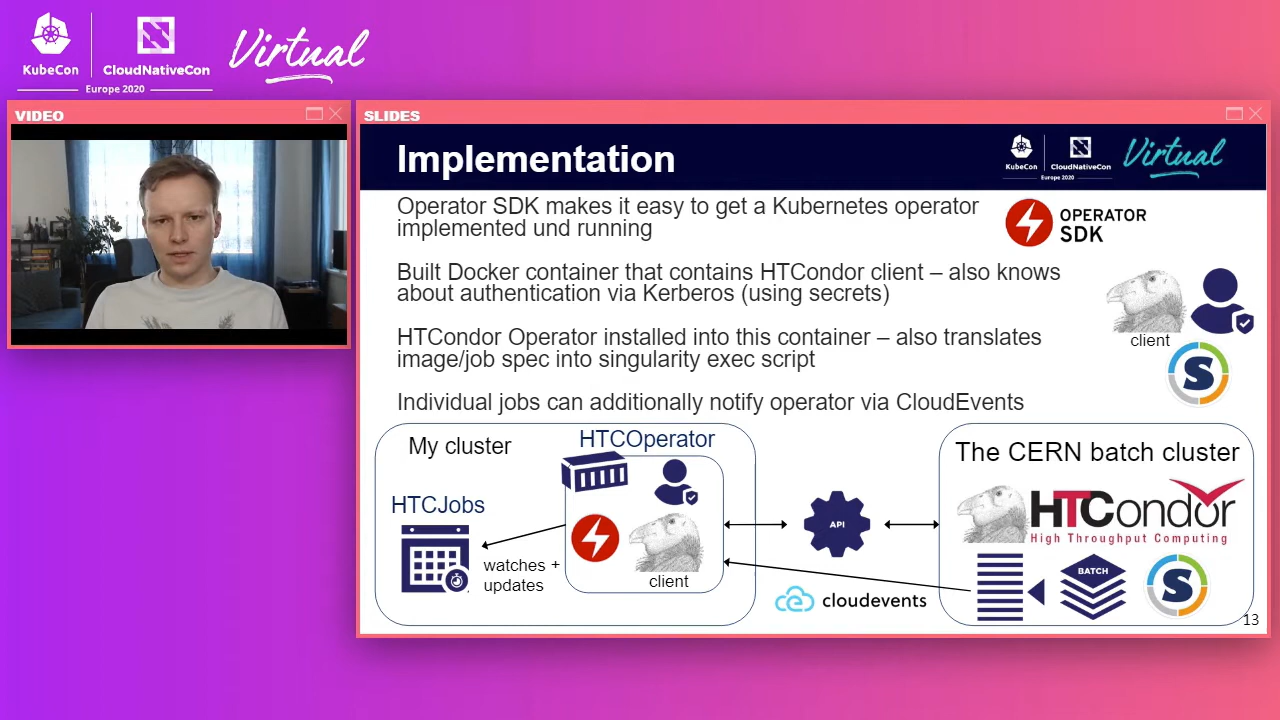 KubeCon
CloudNativeCon
Europe 2020
Virtual
VIDEO
SLIDES
Implementation
KubeCon
CloudNativeCon
Europe 2020
Virtual
Operator SDK makes it easy to get a Kubernetes operator
implemented und running
OPERATOR
SDK
Built Docker container that contains HTCondor client – also knows
about authentication via Kerberos (using secrets)
client
HTCondor Operator installed into this container – also translates
image/job spec into singularity exec script
S
Individual jobs can additionally notify operator via CloudEvents
My cluster
HTCOperator
HTCJobs
watches +
updates
client
API
cloudevents
The CERN batch cluster
HTCondor
High Throughput Computing
BATCH
S
13